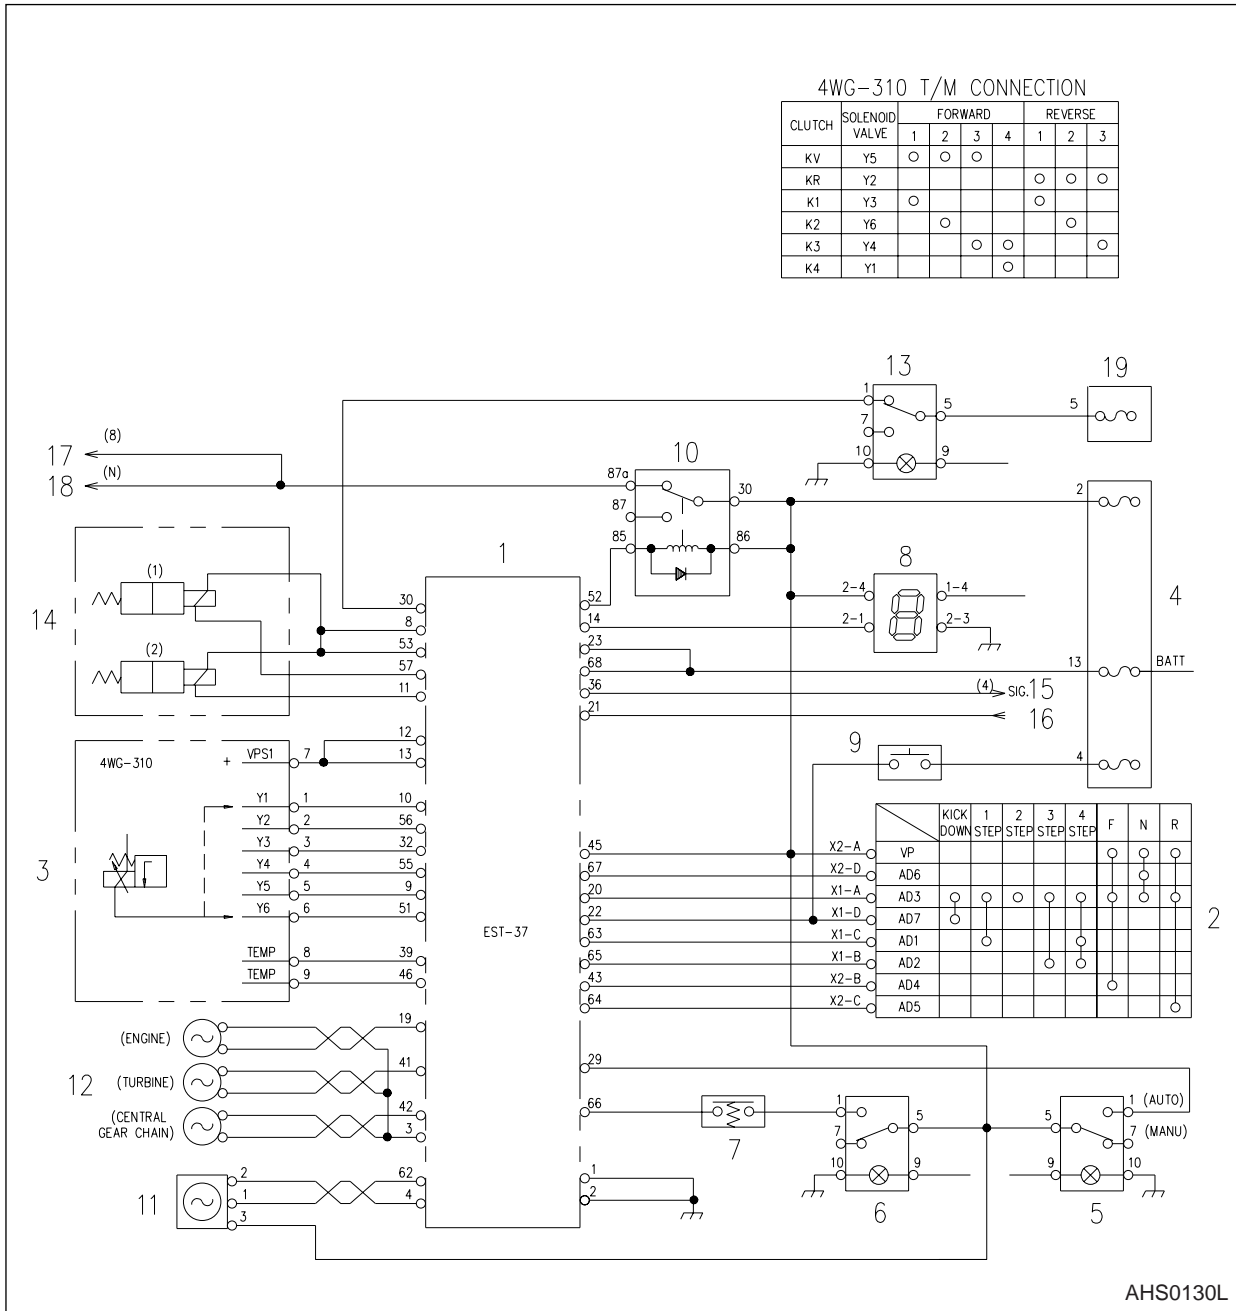 4WG-310 T/M CONNECTION
CLUTCH SOLENOID VALVE FORWARD REVERSE
1 2 3 4 1 2 3
KV Y5 ○ ○ ○
KR Y2 ○ ○ ○
K1 Y3 ○ ○
K2 Y6 ○ ○
K3 Y4 ○ ○ ○
K4 Y1 ○
13
1
7
10
5
9
19
5
17
(8)
18
(N)
10
87a
87
85
30
86
8
2-4
2-1
1-4
2-3
4
2
13
BATT
4
14
(1)
(2)
1
30
8
53
57
11
12
13
10
56
32
55
9
51
39
46
19
41
42
3
62
4
EST-37
52
14
23
68
36
21
45
67
20
22
63
65
43
64
29
66
1
2
(4)
SIG.
15
16
9
3
4WG-310
+ VPS1 7
Y1 1
Y2 2
Y3 3
Y4 4
Y5 5
Y6 6
TEMP 8
TEMP 9
2
KICK DOWN 1 STEP 2 STEP 3 STEP 4 STEP F N R
X2-A VP
X2-D AD6
X1-A AD3
X1-D AD7
X1-C AD1
X1-B AD2
X2-B AD4
X2-C AD5
12
(ENGINE)
(TURBINE)
(CENTRAL
GEAR CHAIN)
11
2
1
3
7
6
1
7
10
5
9
5
5
9
1 (AUTO)
7 (MANU)
10
AHS0130L